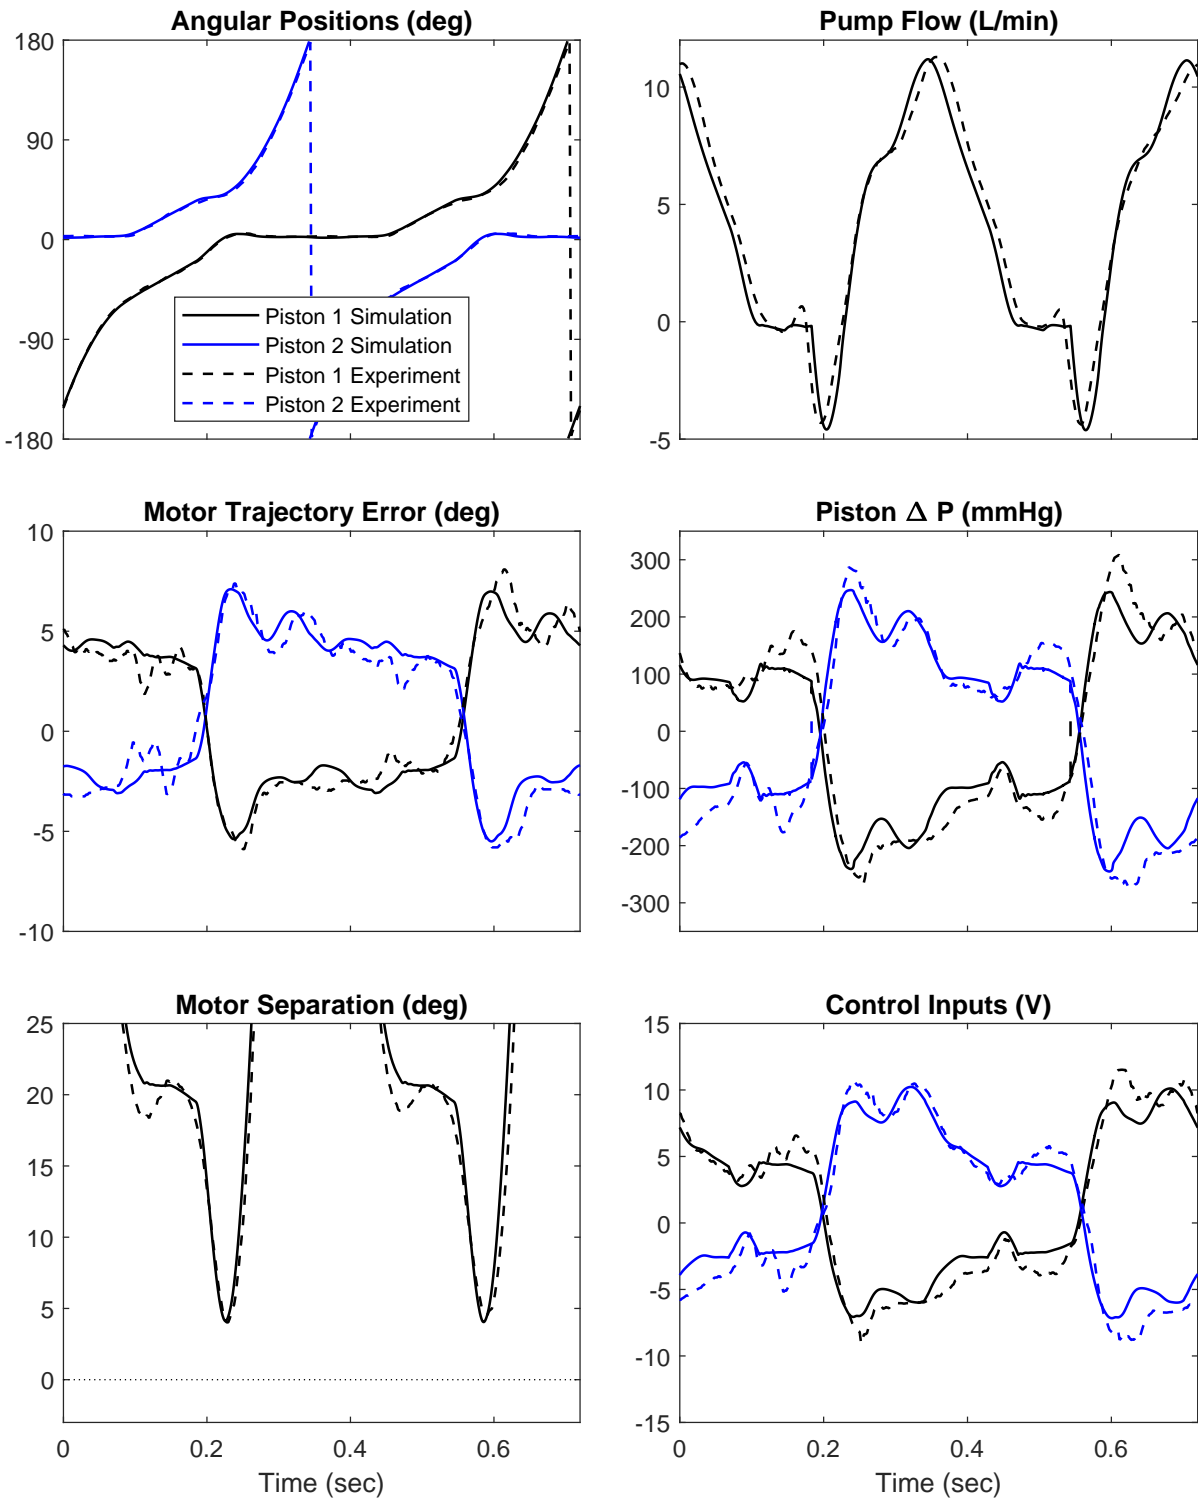 Angular Positions (deg)
180
90
0
-90
-180
Piston 1 Simulation
Piston 2 Simulation
Piston 1 Experiment
Piston 2 Experiment
Pump Flow (L/min)
10
5
0
-5
Motor Trajectory Error (deg)
10
5
0
-5
-10
Piston Δ P (mmHg)
300
200
100
0
-100
-200
-300
Motor Separation (deg)
25
20
15
10
5
0
0 0.2 0.4 0.6
Time (sec)
Control Inputs (V)
15
10
5
0
-5
-10
-15
0 0.2 0.4 0.6
Time (sec)